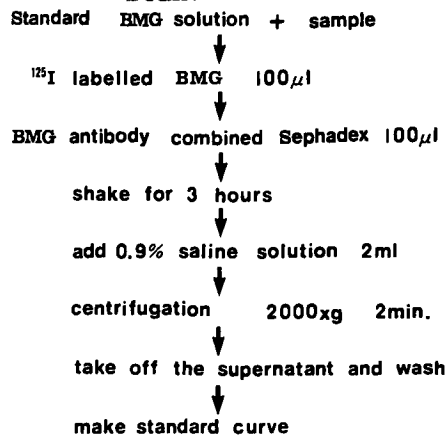 Standard BMG solution + sample
¹²⁵I labelled BMG 100μl
BMG antibody combined Sephadex 100μl
shake for 3 hours
add 0.9% saline solution 2ml
centrifugation 2000xg 2min.
take off the supernatant and wash
make standard curve